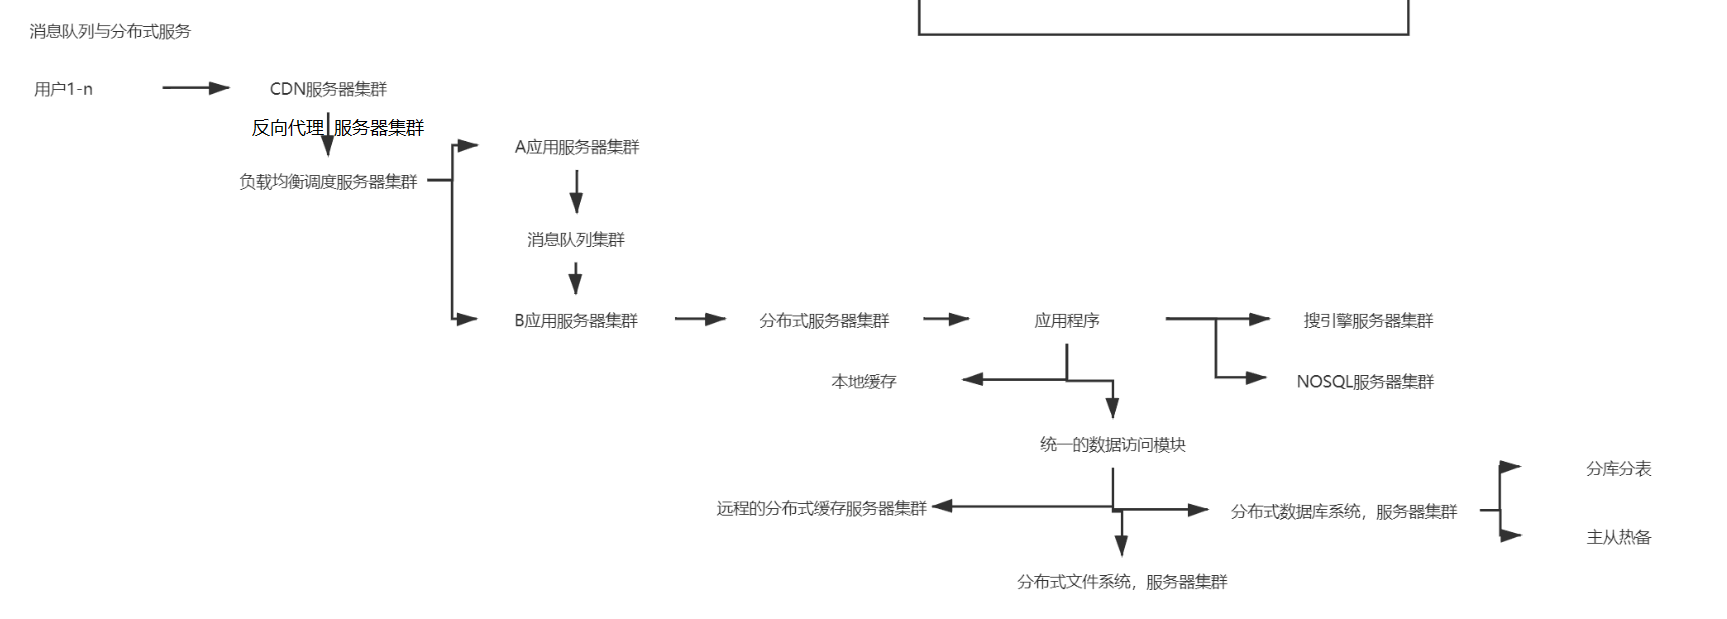 消息队列与分布式服务
用户1-n
CDN服务器集群
反向代理 服务器集群
A应用服务器集群
负载均衡调度服务器集群
消息队列集群
B应用服务器集群
分布式服务器集群
应用程序
搜引擎服务器集群
本地缓存
NOSQL服务器集群
统一的数据访问模块
分库分表
远程的分布式缓存服务器集群
分布式数据库系统，服务器集群
主从热备
分布式文件系统，服务器集群